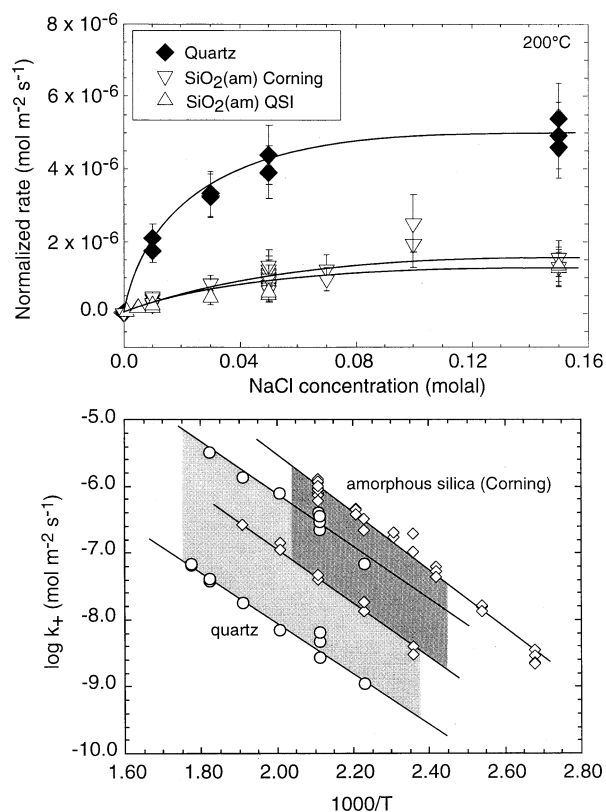 8 x 10-6
6 x 10-6
4 x 10-6
2 x 10-6
0.0
Normalized rate (mol m-2 s-1)
Quartz
SiO2(am) Corning
SiO2(am) QSI
200°C
0.0 0.04 0.08 0.12 0.16
NaCl concentration (molal)
-5.0
-6.0
-7.0
-8.0
-9.0
-10.0
log k+ (mol m-2 s-1)
amorphous silica (Corning)
quartz
1.60 1.80 2.00 2.20 2.40 2.60 2.80
1000/T